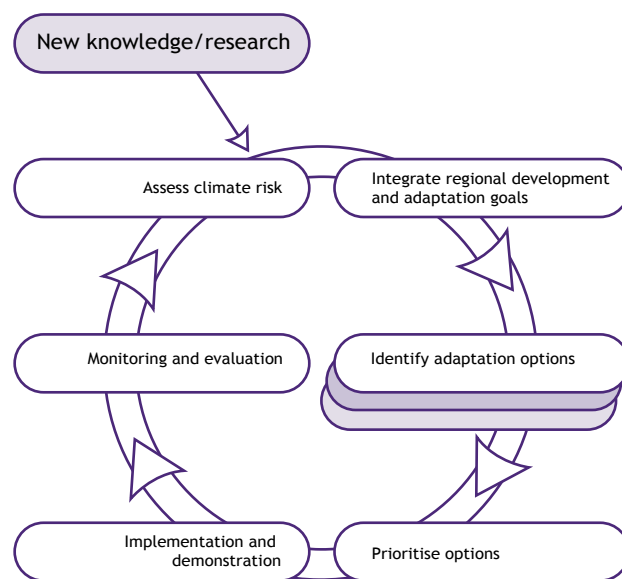 New knowledge/research
Assess climate risk
Integrate regional development
and adaptation goals
Monitoring and evaluation
Identify adaptation options
Implementation and
demonstration
Prioritise options